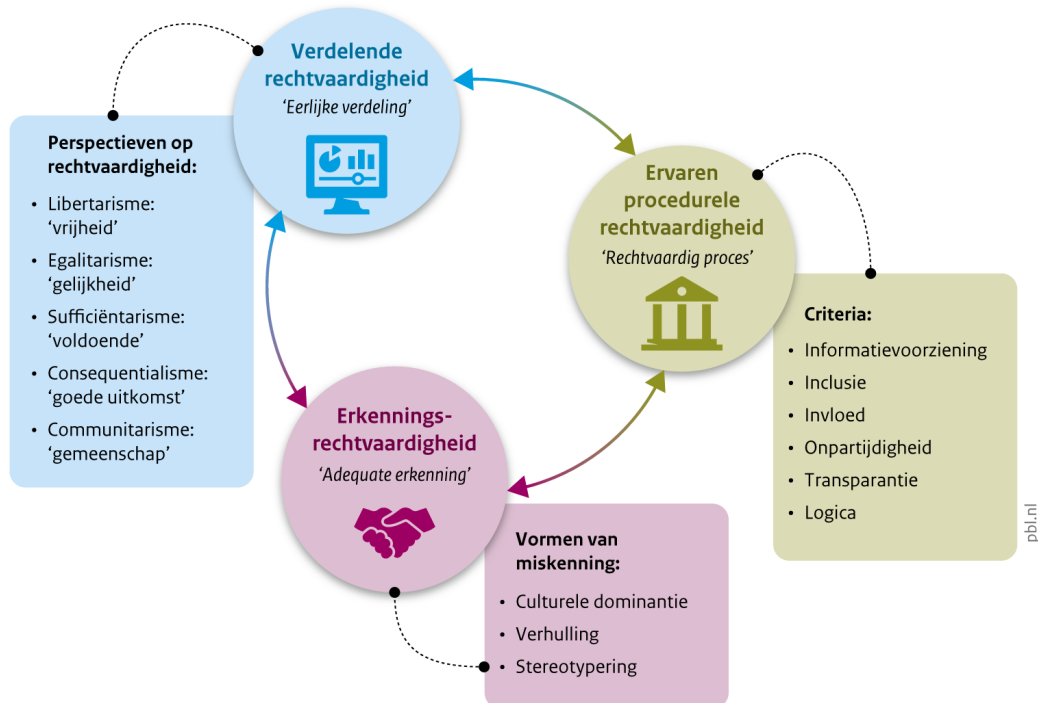 Verdelende
rechtvaardigheid
‘Eerlijke verdeling’
Perspectieven op
rechtvaardigheid:
• Libertarisme:
‘vrijheid’
• Egalitarisme:
‘gelijkheid’
• Sufficiëntarisme:
‘voldoende’
• Consequentialisme:
‘goede uitkomst’
• Communitarisme:
‘gemeenschap’
Ervaren
procedurele
rechtvaardigheid
‘Rechtvaardig proces’
Criteria:
• Informatievoorziening
• Inclusie
• Invloed
• Onpartijdigheid
• Transparantie
• Logica
Erkennings-
rechtvaardigheid
‘Adequate erkenning’
Vormen van
miskenning:
• Culturele dominantie
• Verhulling
• Stereotypering
pbl.nl